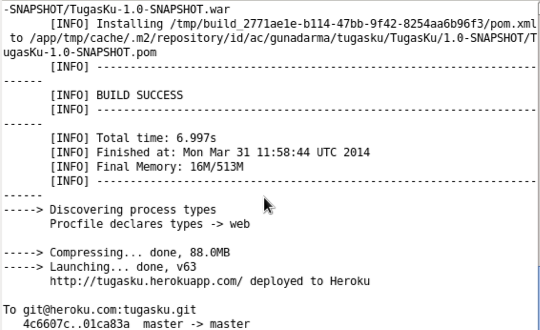 -SNAPSHOT/TugasKu-1.0-SNAPSHOT.war
[INFO] Installing /tmp/build_2771ae1e-b114-47bb-9f42-8254aa6b96f3/pom.xml
to /app/tmp/cache/.m2/repository/id/ac/gunadarma/tugasku/TugasKu/1.0-SNAPSHOT/T
ugasKu-1.0-SNAPSHOT.pom
[INFO] ------------------------------------------------------------------
------
[INFO] BUILD SUCCESS
[INFO] ------------------------------------------------------------------
------
[INFO] Total time: 6.997s
[INFO] Finished at: Mon Mar 31 11:58:44 UTC 2014
[INFO] Final Memory: 16M/513M
[INFO] ------------------------------------------------------------------
------
-----> Discovering process types
Procfile declares types -> web
-----> Compressing... done, 88.0MB
-----> Launching... done, v63
http://tugasku.herokuapp.com/ deployed to Heroku
To git@heroku.com:tugasku.git
4c6607c..01ca83a  master -> master